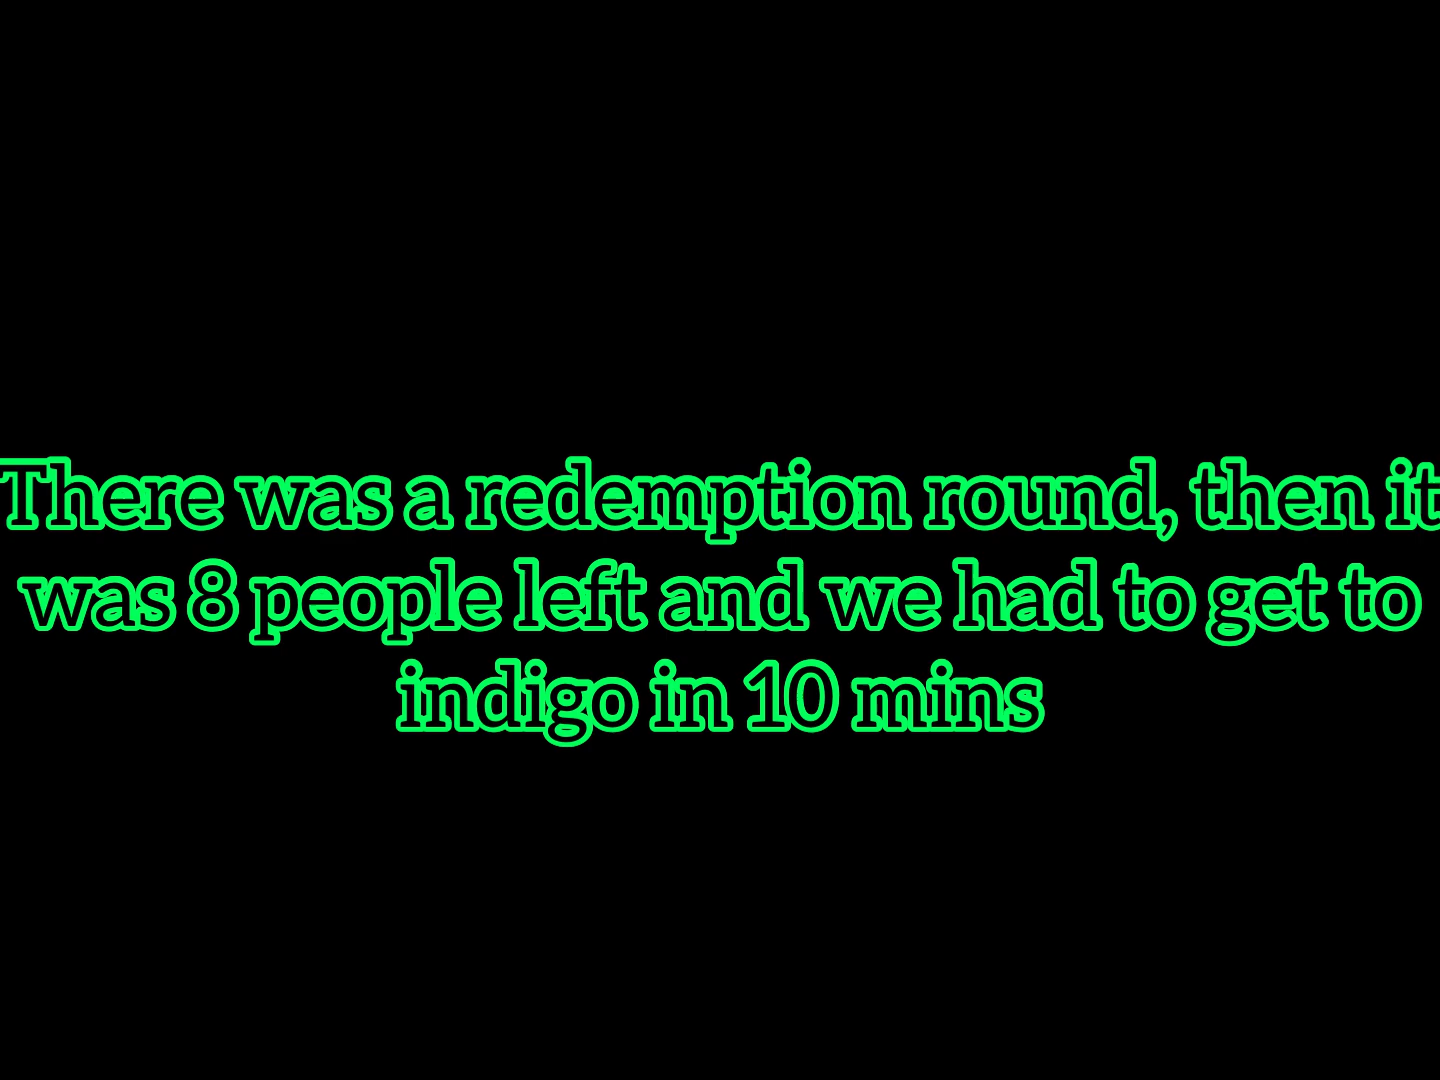 There was a redemption round, then it
was 8 people left and we had to get to
indigo in 10 mins